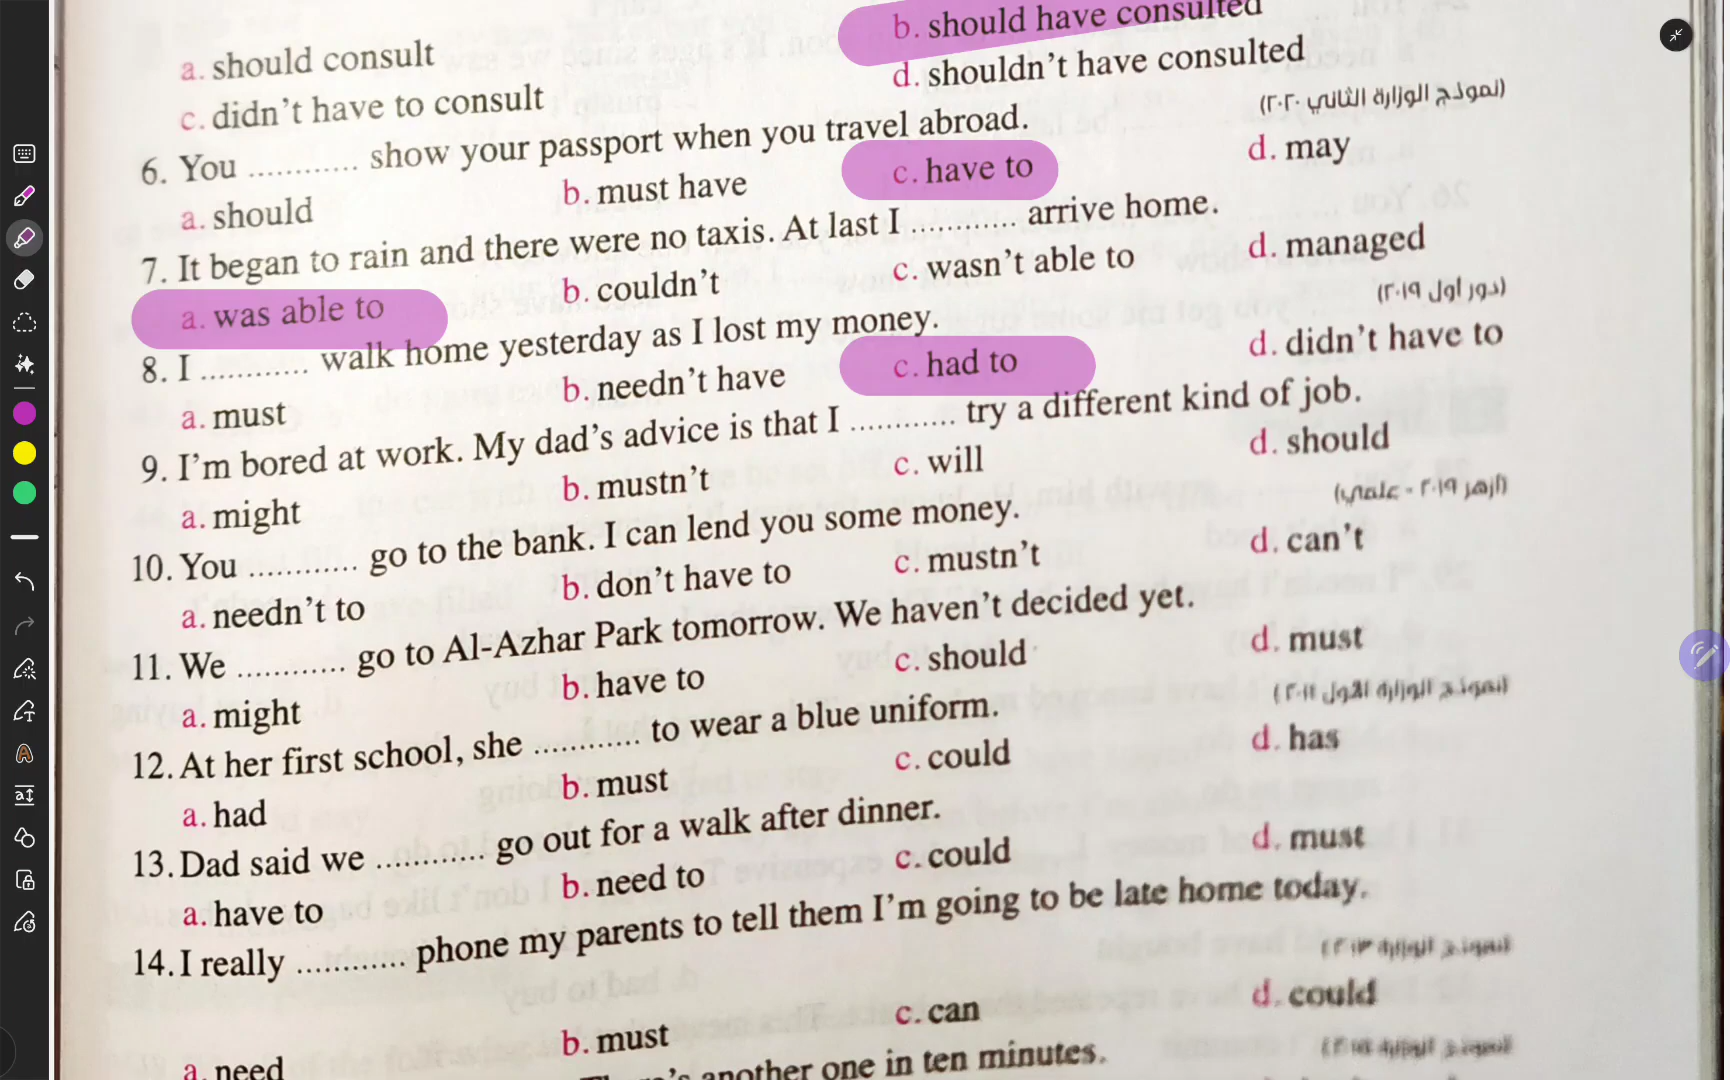 b. should have consulted
a. should consult
d. shouldn't have consulted
c. didn't have to consult
(نموذج الوزارة الثاني ٢٠٢٠)
6. You ............ show your passport when you travel abroad.
a. should b. must have c. have to d. may
7. It began to rain and there were no taxis. At last I ............ arrive home.
a. was able to b. couldn't c. wasn't able to d. managed
(دور أول ٢٠١٩)
8. I ............ walk home yesterday as I lost my money.
a. must b. needn't have c. had to d. didn't have to
9. I'm bored at work. My dad's advice is that I ............ try a different kind of job.
a. might b. mustn't c. will d. should
(أزهر ٢٠١٩ - علمي)
10. You ............ go to the bank. I can lend you some money.
a. needn't to b. don't have to c. mustn't d. can't
11. We ............ go to Al-Azhar Park tomorrow. We haven't decided yet.
a. might b. have to c. should d. must
12. At her first school, she ............ to wear a blue uniform.
a. had b. must c. could d. has
13. Dad said we ............ go out for a walk after dinner.
a. have to b. need to c. could d. must
14. I really ............ phone my parents to tell them I'm going to be late home today.
a. need b. must c. can d. could
another one in ten minutes.